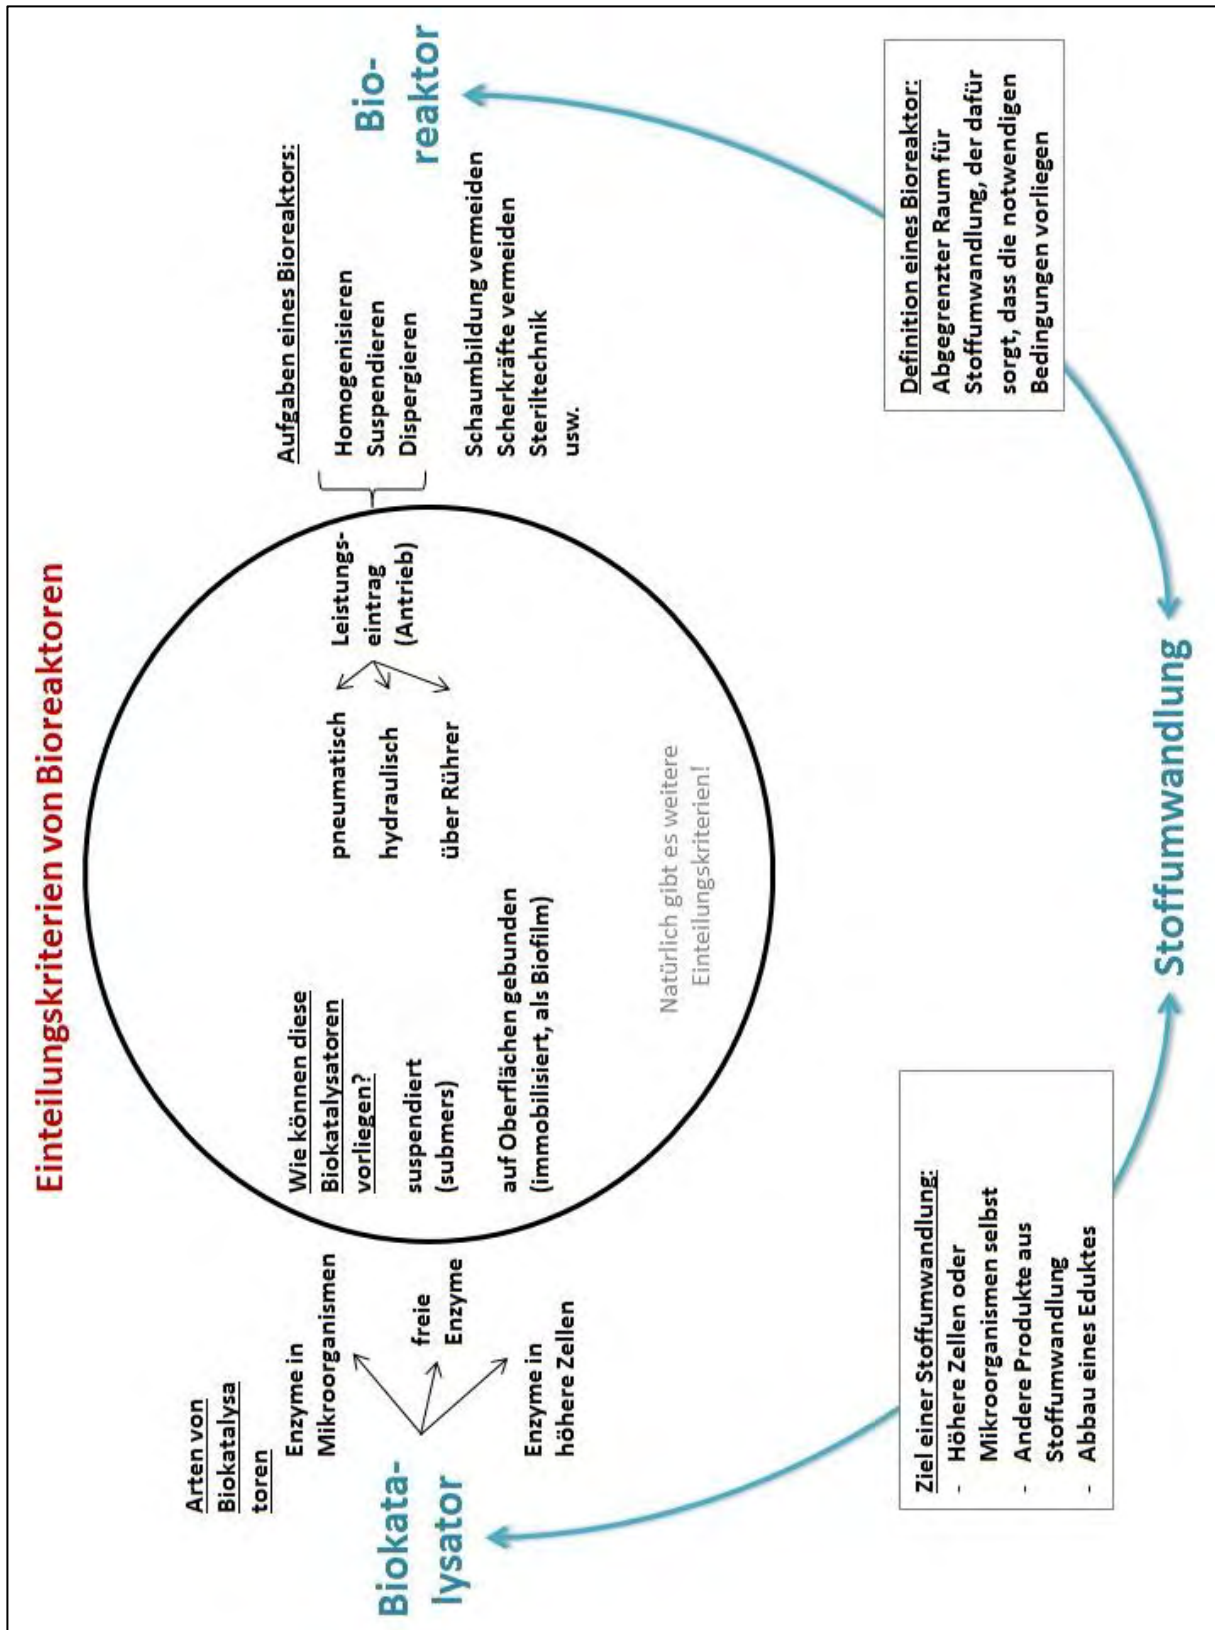 Einteilungskriterien von Bioreaktoren
Arten von
Biokatalysa
toren
Biokata-
lysator
Enzyme in
Mikroorganismen
freie
Enzyme
Enzyme in
höhere Zellen
Wie können diese
Biokatalysatoren
vorliegen?
suspendiert
(submers)
auf Oberflächen gebunden
(immobilisiert, als Biofilm)
pneumatisch
hydraulisch
über Rührer
Leistungs-
eintrag
(Antrieb)
Natürlich gibt es weitere
Einteilungskriterien!
Aufgaben eines Bioreaktors:
Homogenisieren
Suspendieren
Dispergieren
Schaumbildung vermeiden
Scherkräfte vermeiden
Steriltechnik
usw.
Bio-
reaktor
Ziel einer Stoffumwandlung:
- Höhere Zellen oder
Mikroorganismen selbst
- Andere Produkte aus
Stoffumwandlung
- Abbau eines Eduktes
Stoffumwandlung
Definition eines Bioreaktor:
Abgegrenzter Raum für
Stoffumwandlung, der dafür
sorgt, dass die notwendigen
Bedingungen vorliegen